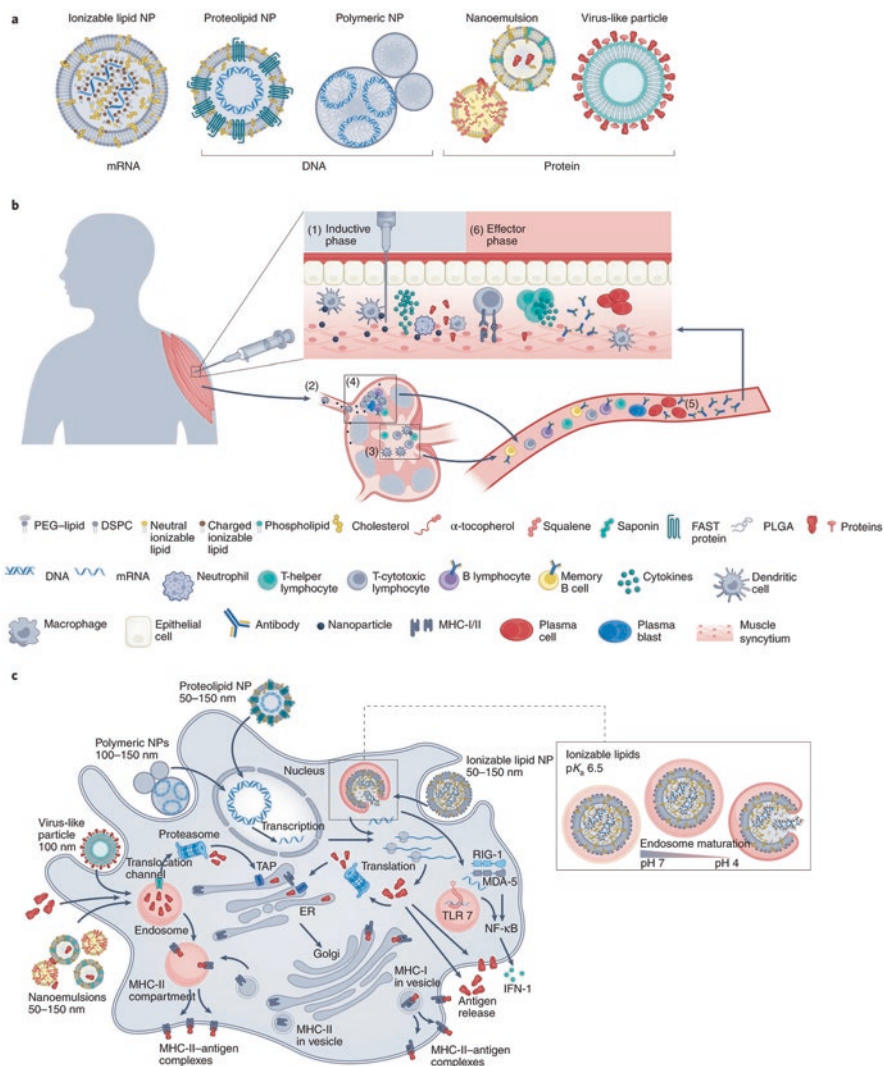 a
Ionizable lipid NP
Proteolipid NP
Polymeric NP
Nanoemulsion
Virus-like particle
mRNA
DNA
Protein
b
(1) Inductive
phase
(6) Effector
phase
(2)
(4)
(3)
(5)
PEG–lipid
DSPC
Neutral
ionizable
lipid
Charged
ionizable
lipid
Phospholipid
Cholesterol
α-tocopherol
Squalene
Saponin
FAST
protein
PLGA
Proteins
DNA
mRNA
Neutrophil
T-helper
lymphocyte
T-cytotoxic
lymphocyte
B lymphocyte
Memory
B cell
Cytokines
Dendritic
cell
Macrophage
Epithelial
cell
Antibody
Nanoparticle
MHC-I/II
Plasma
cell
Plasma
blast
Muscle
syncytium
c
Proteolipid NP
50–150 nm
Polymeric NPs
100–150 nm
Nucleus
Ionizable lipid NP
50–150 nm
Ionizable lipids
pKa 6.5
Endosome maturation
pH 7
pH 4
Virus-like
particle
100 nm
Transcription
Proteasome
Translocation
channel
TAP
Translation
RIG-1
MDA-5
ER
TLR 7
NF-κB
Endosome
Golgi
MHC-II
compartment
MHC-I
in vesicle
IFN-1
Antigen
release
Nanoemulsions
50–150 nm
MHC-II
in vesicle
MHC-II–antigen
complexes
MHC-II–antigen
complexes